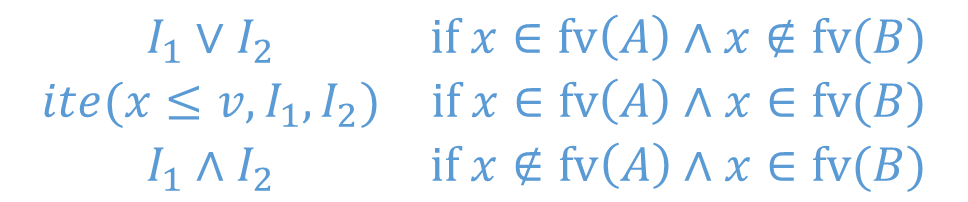 I₁ ∨ I₂ if x ∈ fv(A) ∧ x ∉ fv(B)
ite(x ≤ v, I₁, I₂) if x ∈ fv(A) ∧ x ∈ fv(B)
I₁ ∧ I₂ if x ∉ fv(A) ∧ x ∈ fv(B)